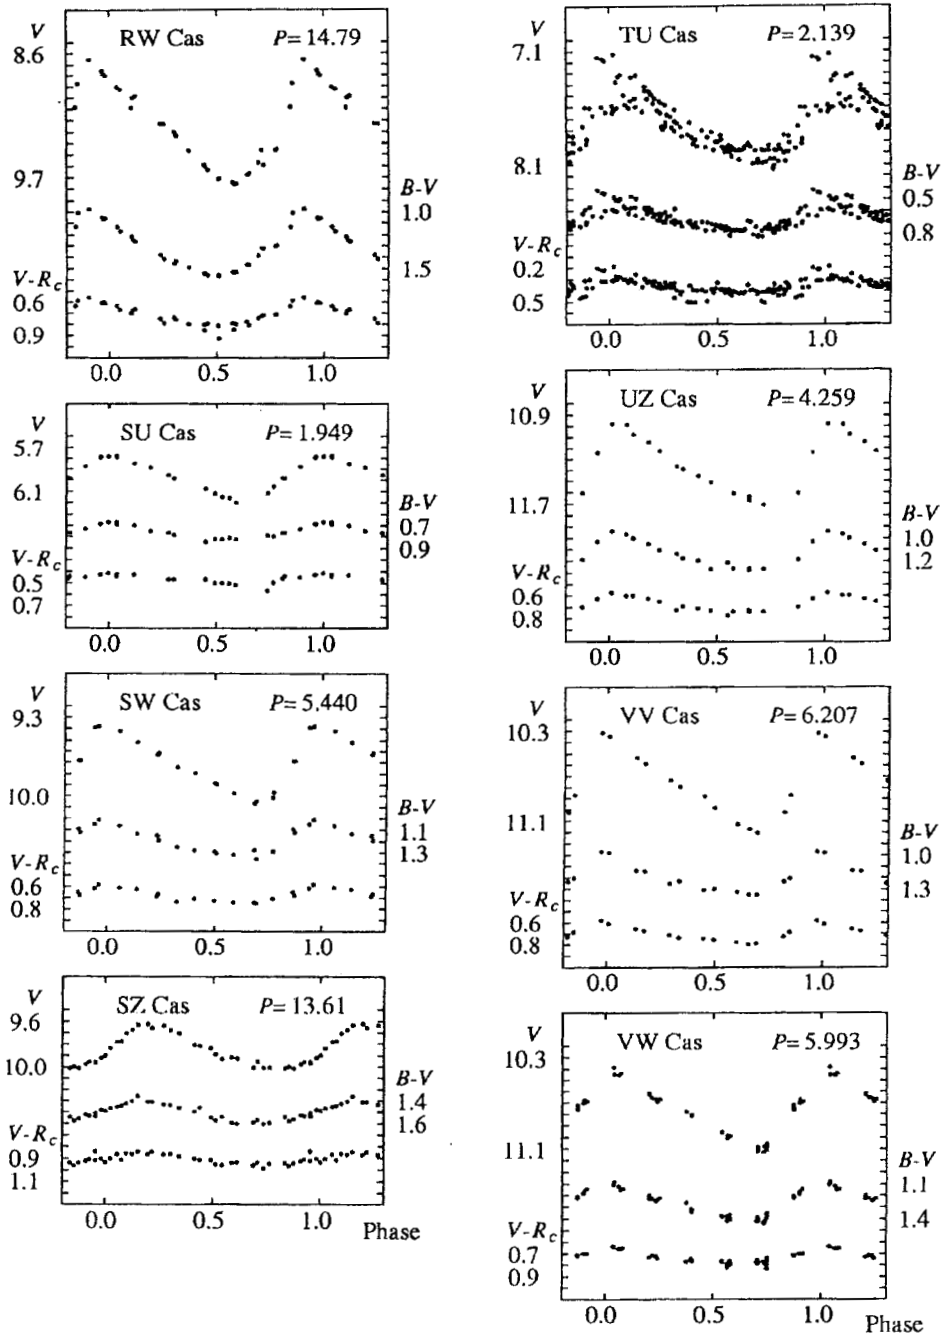 V
RW Cas P= 14.79
8.6
9.7
B-V
1.0
1.5
V-Rc
0.6
0.9
0.0 0.5 1.0
V
SU Cas P= 1.949
5.7
6.1
B-V
0.7
0.9
V-Rc
0.5
0.7
0.0 0.5 1.0
V
SW Cas P= 5.440
9.3
10.0
B-V
1.1
1.3
V-Rc
0.6
0.8
0.0 0.5 1.0
V
SZ Cas P= 13.61
9.6
10.0
B-V
1.4
1.6
V-Rc
0.9
1.1
0.0 0.5 1.0
Phase
V
TU Cas P= 2.139
7.1
8.1
B-V
0.5
0.8
V-Rc
0.2
0.5
0.0 0.5 1.0
V
UZ Cas P= 4.259
10.9
11.7
B-V
1.0
1.2
V-Rc
0.6
0.8
0.0 0.5 1.0
V
VV Cas P= 6.207
10.3
11.1
B-V
1.0
1.3
V-Rc
0.6
0.8
0.0 0.5 1.0
V
VW Cas P= 5.993
10.3
11.1
B-V
1.1
1.4
V-Rc
0.7
0.9
0.0 0.5 1.0
Phase